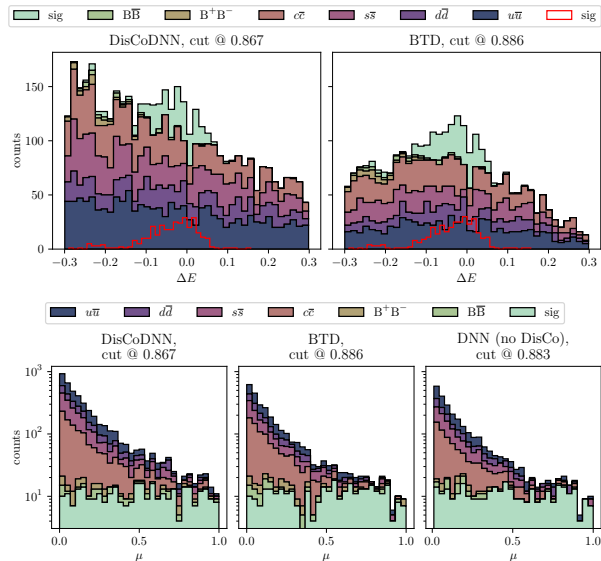 sig BB̅ B⁺B⁻ cc̅ ss̅ dd̅ uu̅ sig
DisCoDNN, cut @ 0.867 BTD, cut @ 0.886
150
100
50
0
counts
−0.3 −0.2 −0.1 0.0 0.1 0.2 0.3 −0.3 −0.2 −0.1 0.0 0.1 0.2 0.3
ΔE ΔE
uu̅ dd̅ ss̅ cc̅ B⁺B⁻ BB̅ sig
DisCoDNN, BTD, DNN (no DisCo),
cut @ 0.867 cut @ 0.886 cut @ 0.883
10³
10²
10¹
counts
0.0 0.5 1.0 0.0 0.5 1.0 0.0 0.5 1.0
μ μ μ